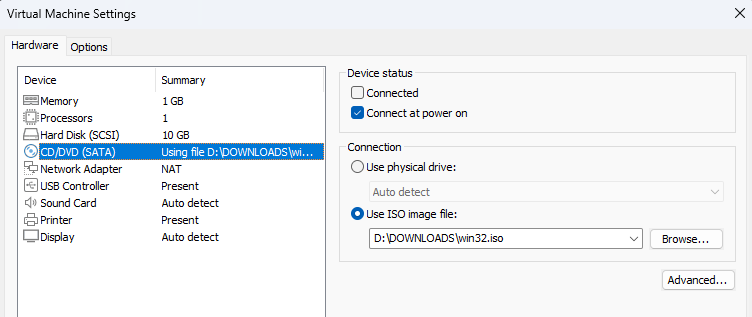 Virtual Machine Settings
Hardware Options
Device Summary
Memory 1 GB
Processors 1
Hard Disk (SCSI) 10 GB
CD/DVD (SATA) Using file D:\DOWNLOADS\wi...
Network Adapter NAT
USB Controller Present
Sound Card Auto detect
Printer Present
Display Auto detect
Device status
Connected
Connect at power on
Connection
Use physical drive:
Auto detect
Use ISO image file:
D:\DOWNLOADS\win32.iso Browse...
Advanced...